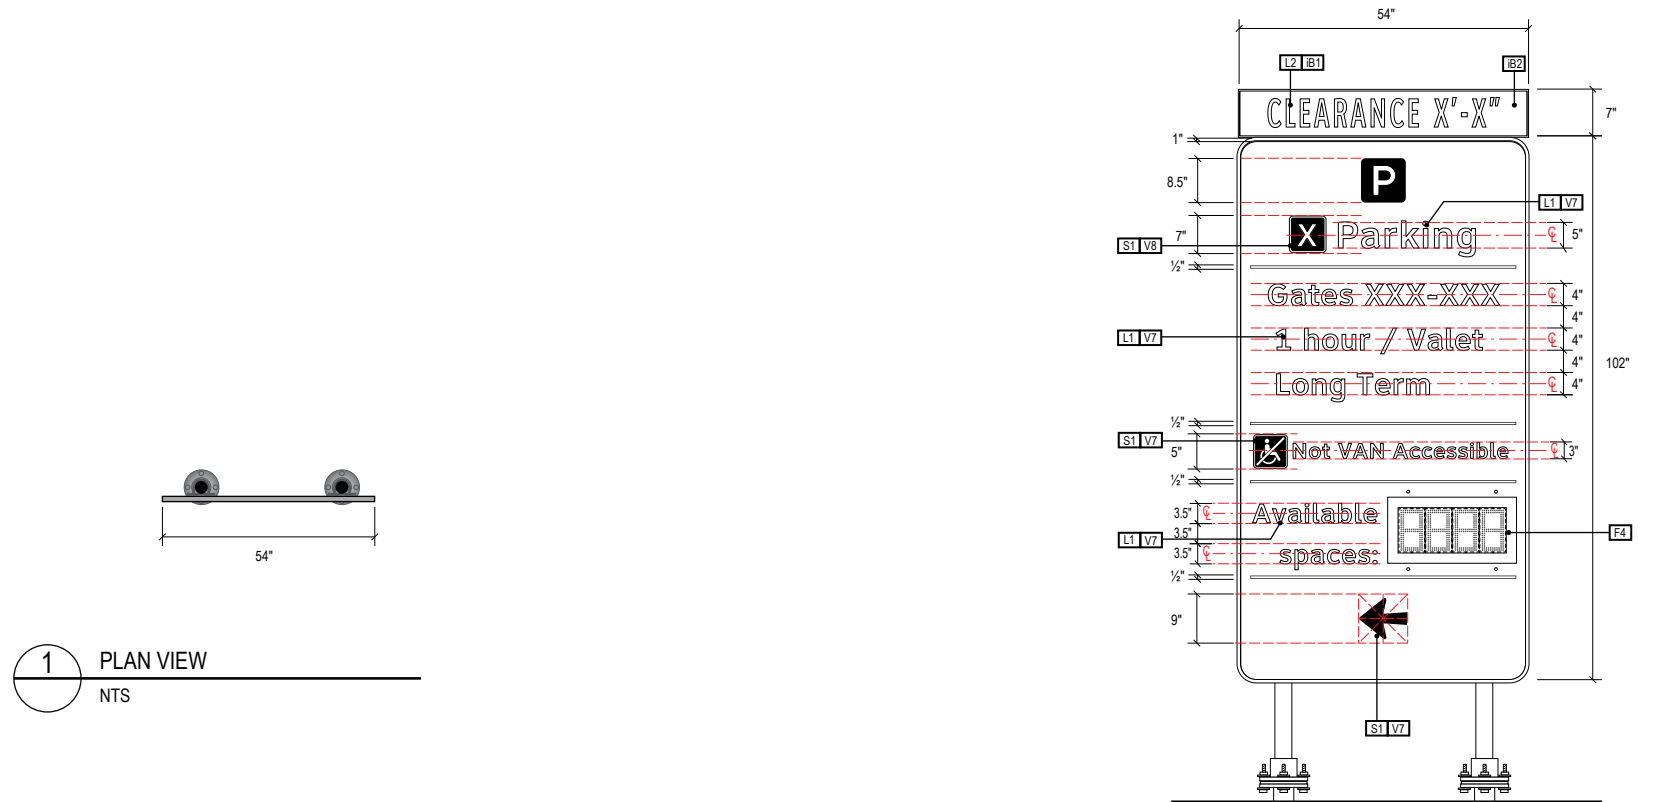 54"
L2 iB1
iB2
CLEARANCE X'-X"
7"
1"
P
8.5"
L1 V7
X Parking
7"
℄ 5"
S1 V8
½"
Gates XXX-XXX
℄ 4"
4"
L1 V7
1 hour / Valet
℄ 4"
102"
4"
Long Term
℄ 4"
½"
S1 V7
5"
Not VAN Accessible
℄ 3"
½"
3.5" ℄
Available
3.5"
L1 V7
F4
3.5" ℄
spaces:
½"
9"
S1 V7
54"
1 PLAN VIEW
NTS